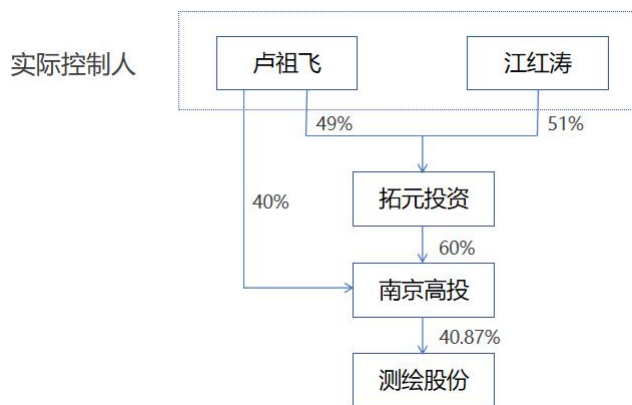 实际控制人
卢祖飞
江红涛
49%
51%
拓元投资
40%
60%
南京高投
40.87%
测绘股份